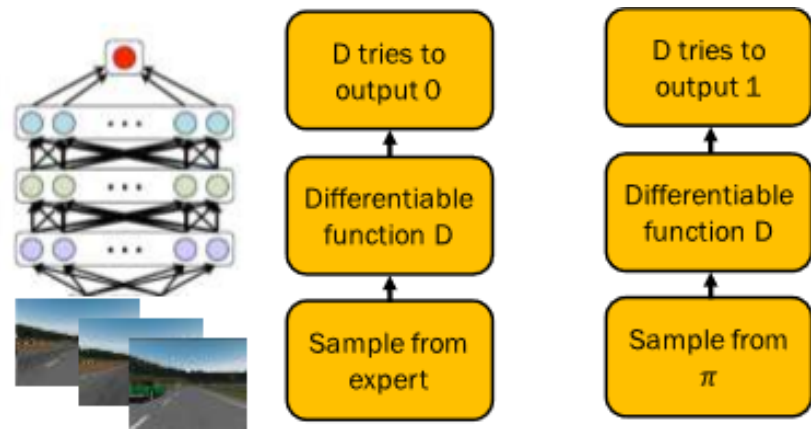 D tries to
output 0
D tries to
output 1
Differentiable
function D
Differentiable
function D
Sample from
expert
Sample from
π